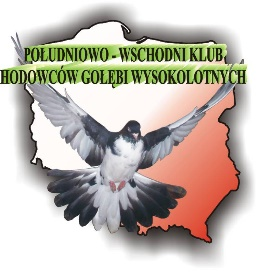 POŁUDNIOWO - WSCHODNI KLUB
HODOWCÓW GOŁĘBI WYSOKOLOTNYCH